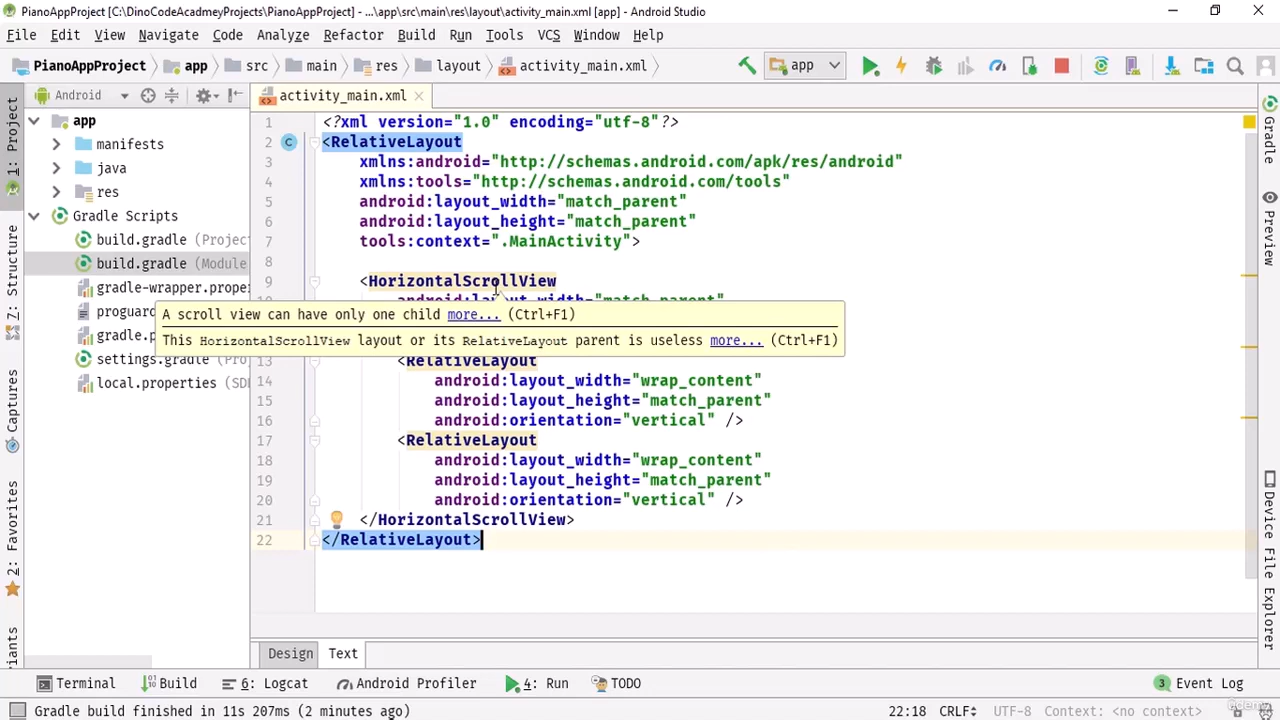 PianoAppProject [C:\DinoCodeAcadmeyProjects\PianoAppProject] - ...\app\src\main\res\layout\activity_main.xml [app] - Android Studio
File Edit View Navigate Code Analyze Refactor Build Run Tools VCS Window Help
PianoAppProject app src main res layout activity_main.xml app
Android activity_main.xml
1: Project
Z: Structure
Captures
2: Favorites
app
manifests
java
res
Gradle Scripts
build.gradle (Project
build.gradle (Module
gradle-wrapper.prope
proguar
gradle.p
settings.gradle (Pro
local.properties (SD
1 <?xml version="1.0" encoding="utf-8"?>
2 <RelativeLayout
3 xmlns:android="http://schemas.android.com/apk/res/android"
4 xmlns:tools="http://schemas.android.com/tools"
5 android:layout_width="match_parent"
6 android:layout_height="match_parent"
7 tools:context=".MainActivity">
8
9 <HorizontalScrollView
android:layout_width="match_parent"
A scroll view can have only one child more... (Ctrl+F1)
This HorizontalScrollView layout or its RelativeLayout parent is useless more... (Ctrl+F1)
13 <RelativeLayout
14 android:layout_width="wrap_content"
15 android:layout_height="match_parent"
16 android:orientation="vertical" />
17 <RelativeLayout
18 android:layout_width="wrap_content"
19 android:layout_height="match_parent"
20 android:orientation="vertical" />
21 </HorizontalScrollView>
22 </RelativeLayout>
Gradle
Preview
Device File Explorer
Design Text
Terminal Build 6: Logcat Android Profiler 4: Run TODO 3 Event Log
Gradle build finished in 11s 207ms (2 minutes ago) 22:18 CRLF UTF-8 Context: <no context>